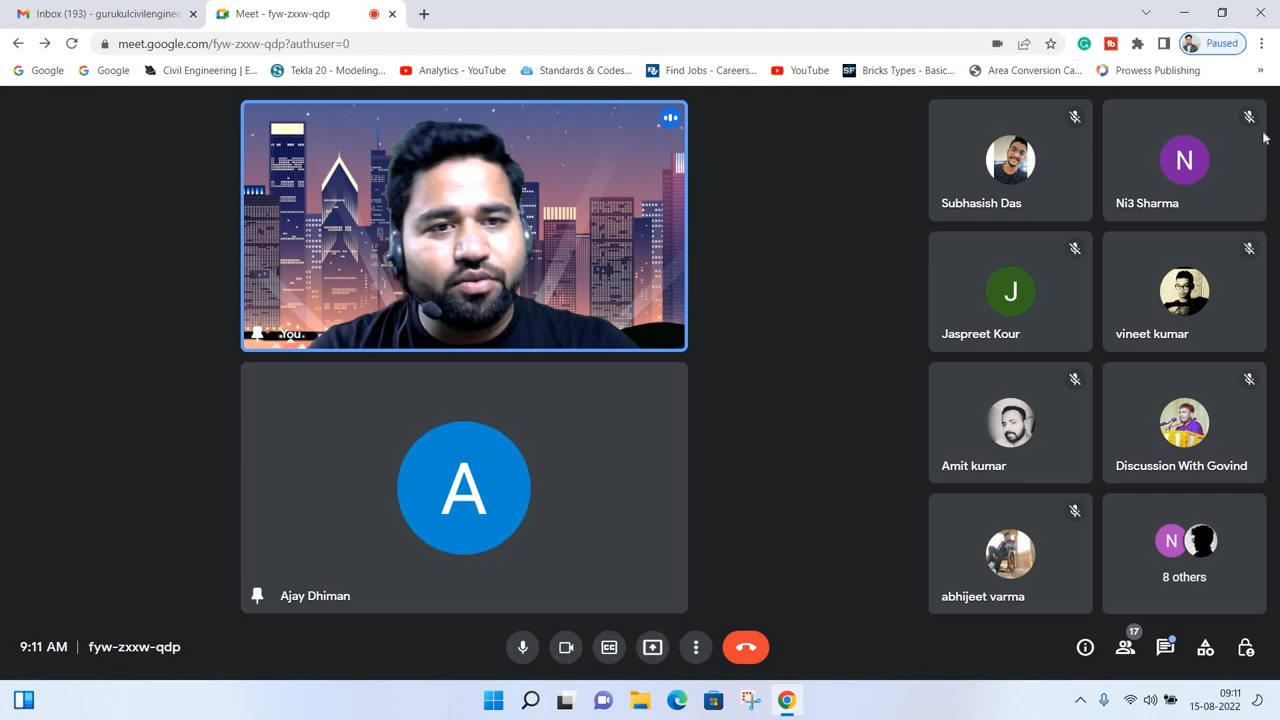 Inbox (193) - gurukulcivilenginee
Meet - fyw-zxxw-qdp
meet.google.com/fyw-zxxw-qdp?authuser=0
Paused
Google
Google
Civil Engineering | E...
Tekla 20 - Modeling...
Analytics - YouTube
Standards & Codes...
Find Jobs - Careers...
YouTube
SF
Bricks Types - Basic...
Area Conversion Ca...
Prowess Publishing
»
You
Subhasish Das
N
Ni3 Sharma
J
Jaspreet Kour
vineet kumar
A
Ajay Dhiman
Amit kumar
Discussion With Govind
abhijeet varma
N
8 others
9:11 AM | fyw-zxxw-qdp
CC
17
09:11
15-08-2022